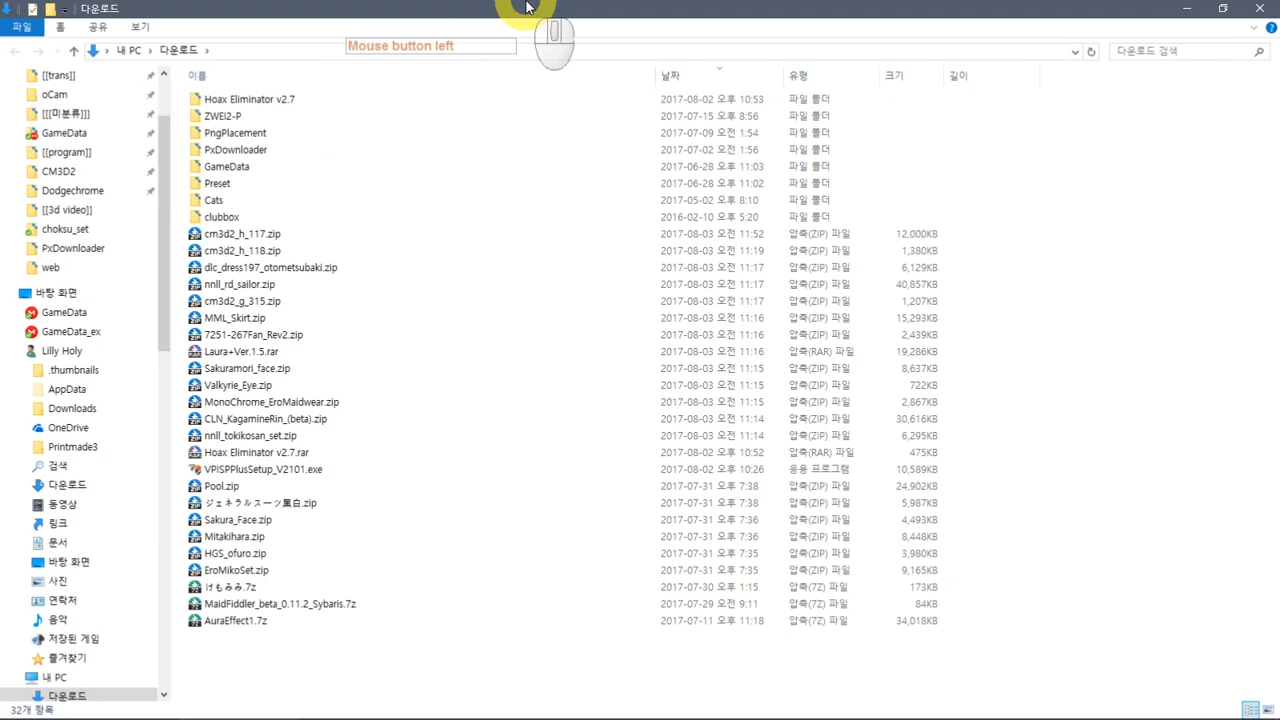 다운로드
파일 홈 공유 보기
내 PC 다운로드 다운로드 검색
Mouse button left
이름 날짜 유형 크기 길이
[[trans]]
oCam
[[[미분류]]]
GameData
[[program]]
CM3D2
Dodgechrome
[[3d video]]
choksu_set
PxDownloader
web
바탕 화면
GameData
GameData_ex
Lilly Holy
.thumbnails
AppData
Downloads
OneDrive
Printmade3
검색
다운로드
동영상
링크
문서
바탕 화면
사진
연락처
음악
저장된 게임
즐겨찾기
내 PC
다운로드
Hoax Eliminator v2.7 2017-08-02 오후 10:53 파일 폴더
ZWEI2-P 2017-07-15 오후 8:56 파일 폴더
PngPlacement 2017-07-09 오전 1:54 파일 폴더
PxDownloader 2017-07-02 오후 1:56 파일 폴더
GameData 2017-06-28 오후 11:03 파일 폴더
Preset 2017-06-28 오후 11:02 파일 폴더
Cats 2017-05-02 오후 8:10 파일 폴더
clubbox 2016-02-10 오후 5:20 파일 폴더
cm3d2_h_117.zip 2017-08-03 오전 11:52 압축(ZIP) 파일 12,000KB
cm3d2_h_118.zip 2017-08-03 오전 11:19 압축(ZIP) 파일 1,380KB
dlc_dress197_otometsubaki.zip 2017-08-03 오전 11:17 압축(ZIP) 파일 6,129KB
nnll_rd_sailor.zip 2017-08-03 오전 11:17 압축(ZIP) 파일 40,857KB
cm3d2_g_315.zip 2017-08-03 오전 11:17 압축(ZIP) 파일 1,207KB
MML_Skirt.zip 2017-08-03 오전 11:16 압축(ZIP) 파일 15,293KB
7251-267Fan_Rev2.zip 2017-08-03 오전 11:16 압축(ZIP) 파일 2,439KB
Laura+Ver.1.5.rar 2017-08-03 오전 11:16 압축(RAR) 파일 19,286KB
Sakuramori_face.zip 2017-08-03 오전 11:15 압축(ZIP) 파일 8,637KB
Valkyrie_Eye.zip 2017-08-03 오전 11:15 압축(ZIP) 파일 722KB
MonoChrome_EroMaidwear.zip 2017-08-03 오전 11:15 압축(ZIP) 파일 2,867KB
CLN_KagamineRin_(beta).zip 2017-08-03 오전 11:14 압축(ZIP) 파일 30,616KB
nnll_tokikosan_set.zip 2017-08-03 오전 11:14 압축(ZIP) 파일 6,295KB
Hoax Eliminator v2.7.rar 2017-08-02 오후 10:52 압축(RAR) 파일 475KB
VPISPPlusSetup_V2101.exe 2017-08-02 오후 10:26 응용 프로그램 10,589KB
Pool.zip 2017-07-31 오후 7:38 압축(ZIP) 파일 24,902KB
ジェネラルスーツ黒白.zip 2017-07-31 오후 7:38 압축(ZIP) 파일 5,987KB
Sakura_Face.zip 2017-07-31 오후 7:36 압축(ZIP) 파일 4,493KB
Mitakihara.zip 2017-07-31 오후 7:36 압축(ZIP) 파일 8,448KB
HGS_ofuro.zip 2017-07-31 오후 7:35 압축(ZIP) 파일 3,980KB
EroMikoSet.zip 2017-07-31 오후 7:35 압축(ZIP) 파일 9,165KB
けもみみ.7z 2017-07-30 오후 1:15 압축(7Z) 파일 173KB
MaidFiddler_beta_0.11.2_Sybaris.7z 2017-07-29 오전 9:11 압축(7Z) 파일 84KB
AuraEffect1.7z 2017-07-11 오후 11:18 압축(7Z) 파일 34,018KB
32개 항목